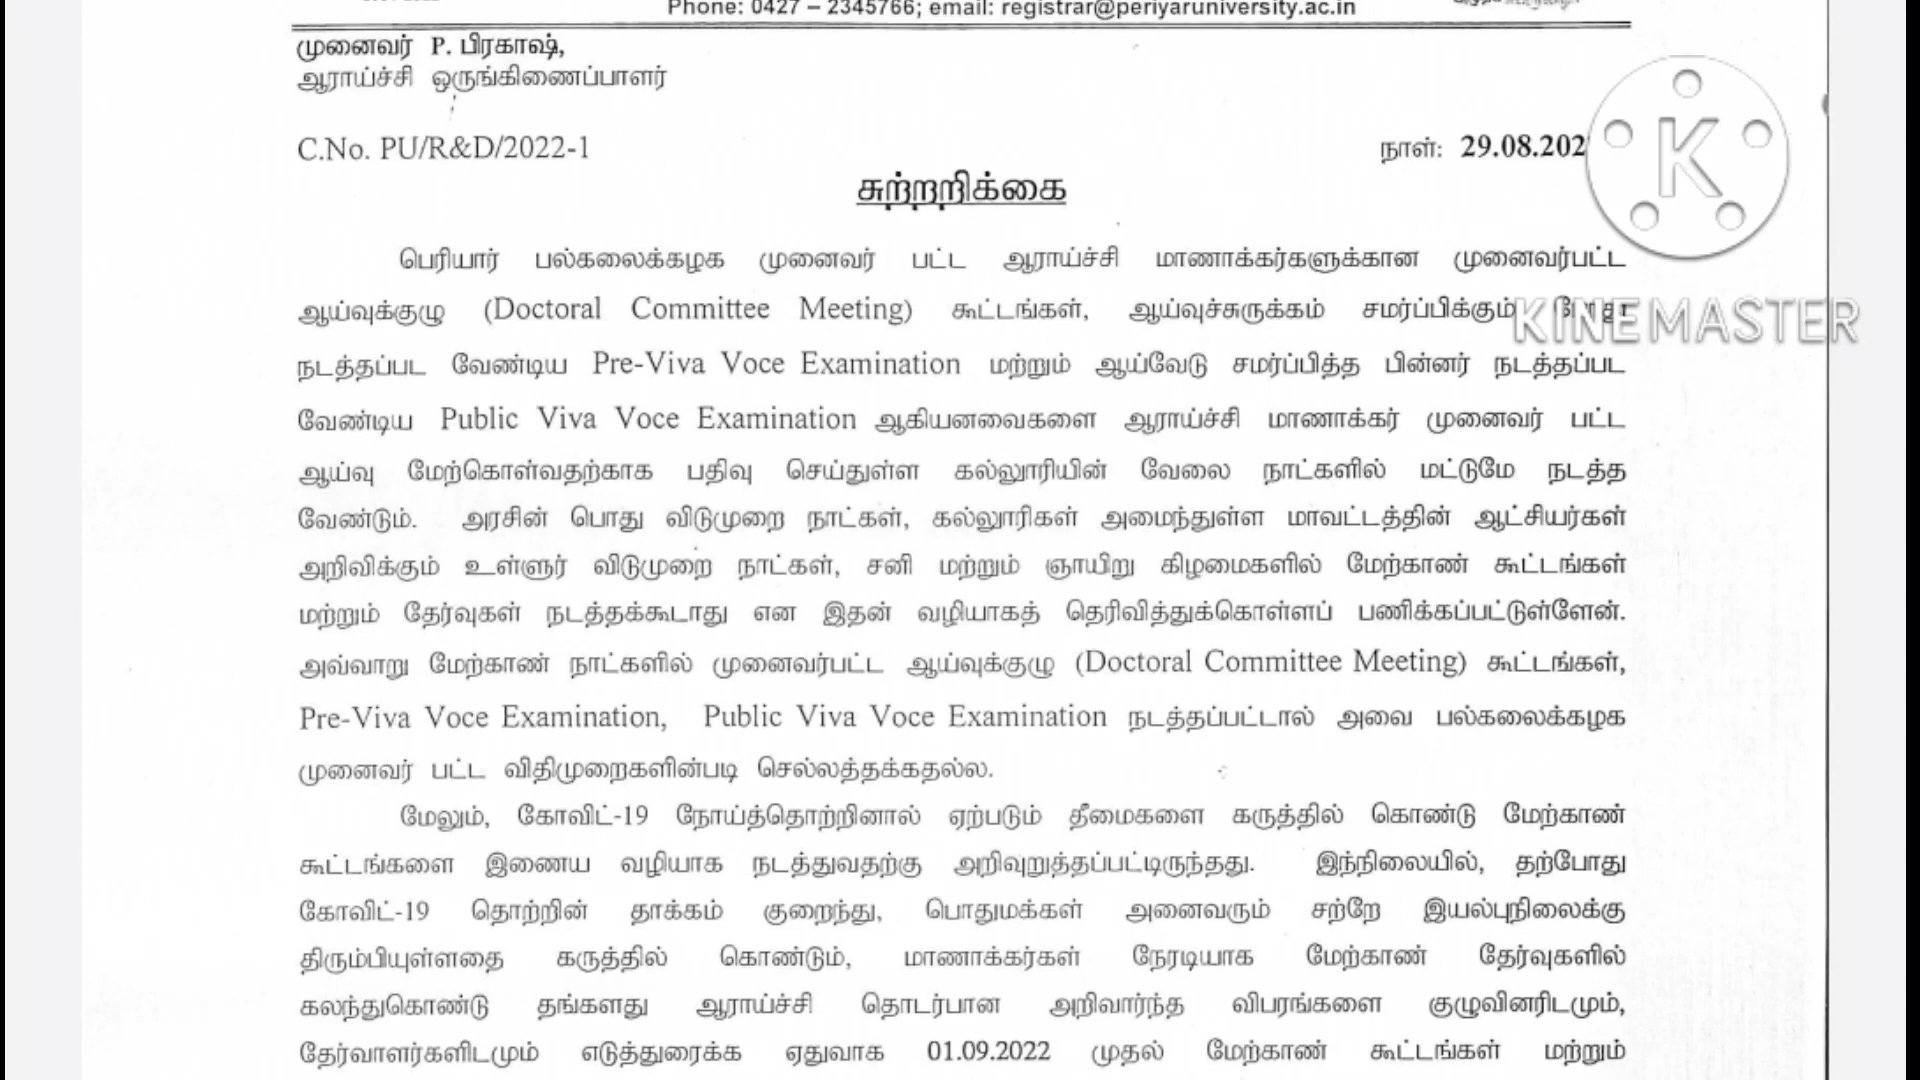 Phone: 0427 – 2345766; email: registrar@periyaruniversity.ac.in
முனைவர் P. பிரகாஷ்,
ஆராய்ச்சி ஒருங்கிணைப்பாளர்
C.No. PU/R&D/2022-1
நாள்: 29.08.202
சுற்றறிக்கை
பெரியார் பல்கலைக்கழக முனைவர் பட்ட ஆராய்ச்சி மாணாக்கர்களுக்கான முனைவர்பட்ட
ஆய்வுக்குழு (Doctoral Committee Meeting) கூட்டங்கள், ஆய்வுச்சுருக்கம் சமர்ப்பிக்கும்
நடத்தப்பட வேண்டிய Pre-Viva Voce Examination மற்றும் ஆய்வேடு சமர்ப்பித்த பின்னர் நடத்தப்பட
வேண்டிய Public Viva Voce Examination ஆகியனவைகளை ஆராய்ச்சி மாணாக்கர் முனைவர் பட்ட
ஆய்வு மேற்கொள்வதற்காக பதிவு செய்துள்ள கல்லூரியின் வேலை நாட்களில் மட்டுமே நடத்த
வேண்டும். அரசின் பொது விடுமுறை நாட்கள், கல்லூரிகள் அமைந்துள்ள மாவட்டத்தின் ஆட்சியர்கள்
அறிவிக்கும் உள்ளுர் விடுமுறை நாட்கள், சனி மற்றும் ஞாயிறு கிழமைகளில் மேற்காண் கூட்டங்கள்
மற்றும் தேர்வுகள் நடத்தக்கூடாது என இதன் வழியாகத் தெரிவித்துக்கொள்ளப் பணிக்கப்பட்டுள்ளேன்.
அவ்வாறு மேற்காண் நாட்களில் முனைவர்பட்ட ஆய்வுக்குழு (Doctoral Committee Meeting) கூட்டங்கள்,
Pre-Viva Voce Examination, Public Viva Voce Examination நடத்தப்பட்டால் அவை பல்கலைக்கழக
முனைவர் பட்ட விதிமுறைகளின்படி செல்லத்தக்கதல்ல.
மேலும், கோவிட்-19 நோய்த்தொற்றினால் ஏற்படும் தீமைகளை கருத்தில் கொண்டு மேற்காண்
கூட்டங்களை இணைய வழியாக நடத்துவதற்கு அறிவுறுத்தப்பட்டிருந்தது. இந்நிலையில், தற்போது
கோவிட்-19 தொற்றின் தாக்கம் குறைந்து, பொதுமக்கள் அனைவரும் சற்றே இயல்புநிலைக்கு
திரும்பியுள்ளதை கருத்தில் கொண்டும், மாணாக்கர்கள் நேரடியாக மேற்காண் தேர்வுகளில்
கலந்துகொண்டு தங்களது ஆராய்ச்சி தொடர்பான அறிவார்ந்த விபரங்களை குழுவினரிடமும்,
தேர்வாளர்களிடமும் எடுத்துரைக்க ஏதுவாக 01.09.2022 முதல் மேற்காண் கூட்டங்கள் மற்றும்
K
KINEMASTER